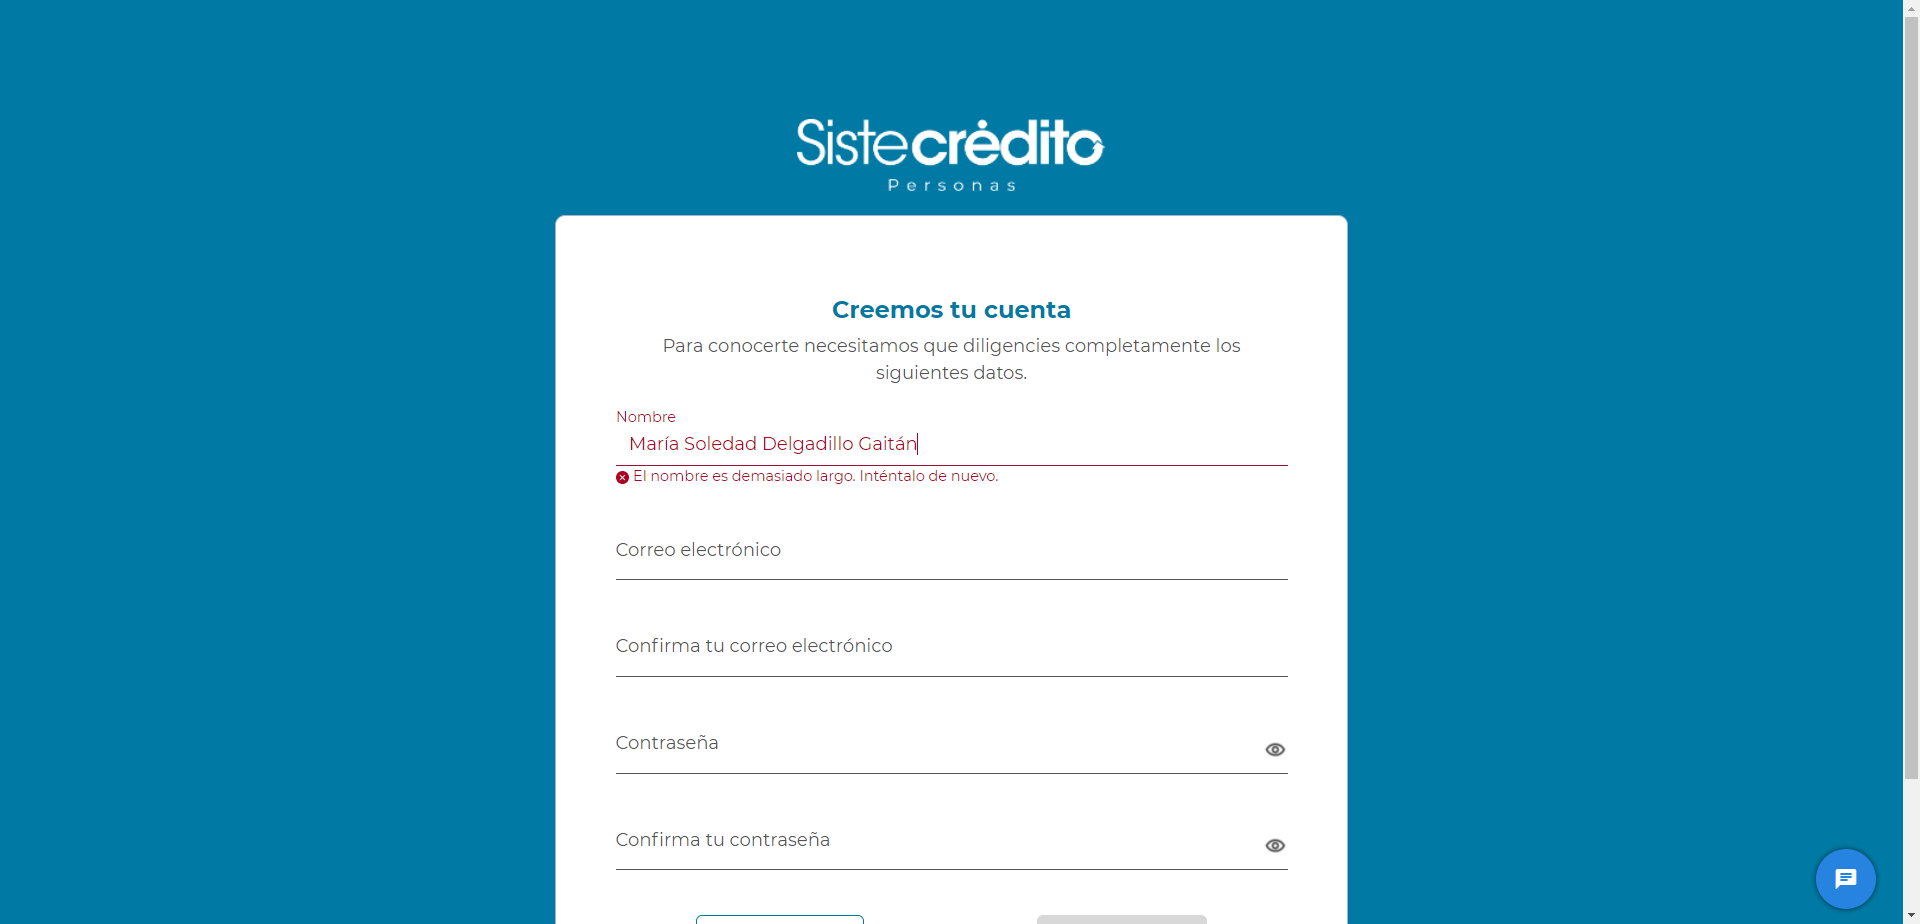 Sistecrédito
Personas
Creemos tu cuenta
Para conocerte necesitamos que diligencies completamente los
siguientes datos.
Nombre
María Soledad Delgadillo Gaitán
El nombre es demasiado largo. Inténtalo de nuevo.
Correo electrónico
Confirma tu correo electrónico
Contraseña
Confirma tu contraseña